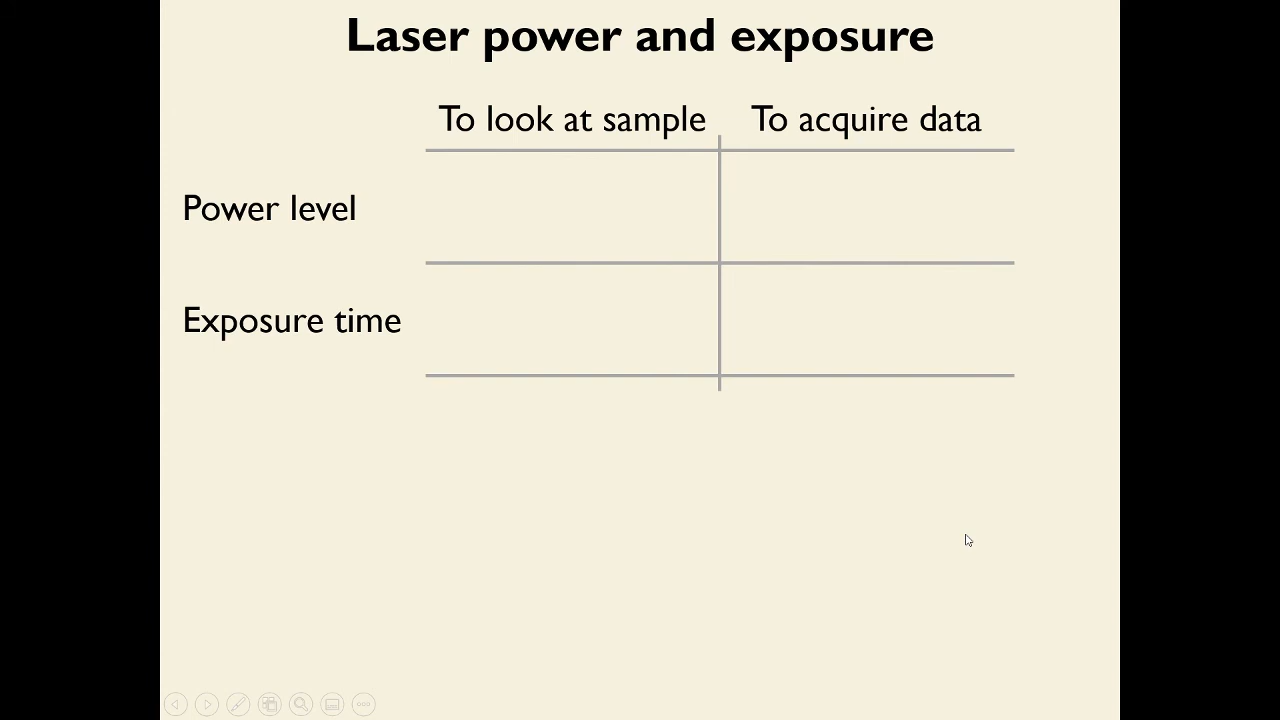 Laser power and exposure
To look at sample To acquire data
Power level
Exposure time